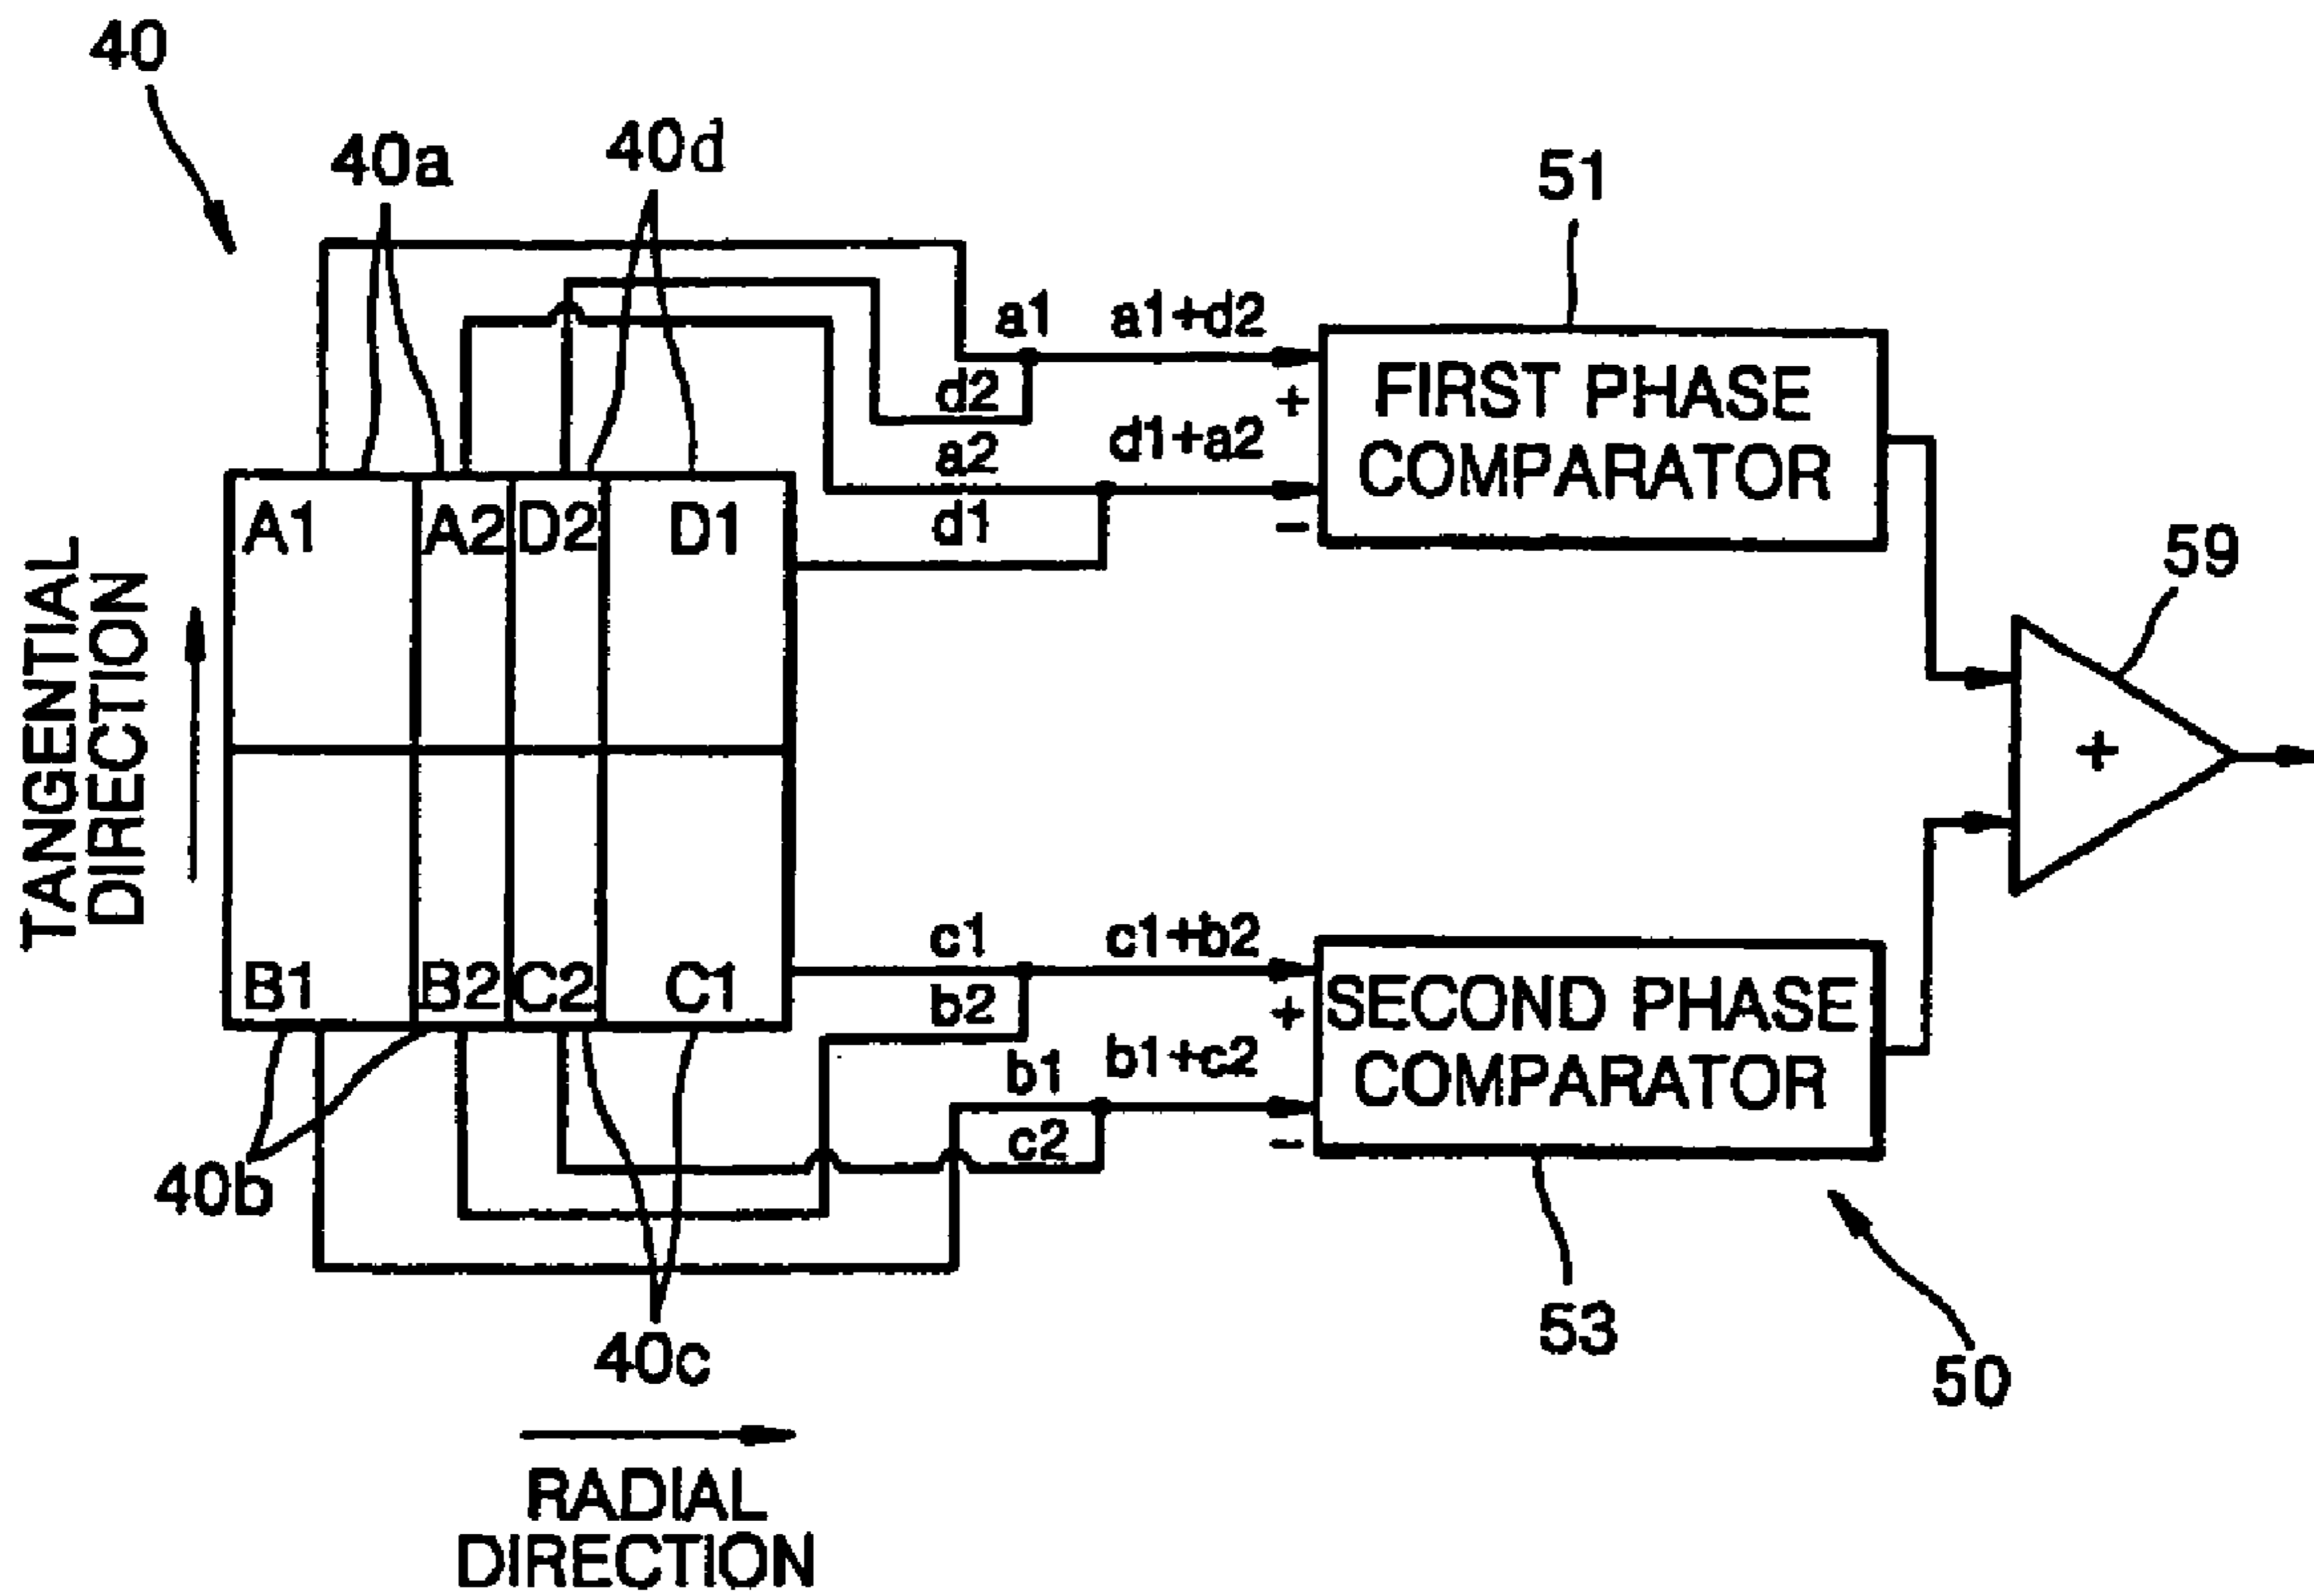 40
40a
40d
51
a1
a1+d2
+
d2
a2
d1+a2
d1
−
FIRST PHASE
COMPARATOR
59
+
A1
A2
D2
D1
TANGENTIAL
DIRECTION
B1
B2
C2
C1
c1
c1+b2
+
b2
b1
b1+c2
c2
−
SECOND PHASE
COMPARATOR
40b
40c
53
50
RADIAL
DIRECTION